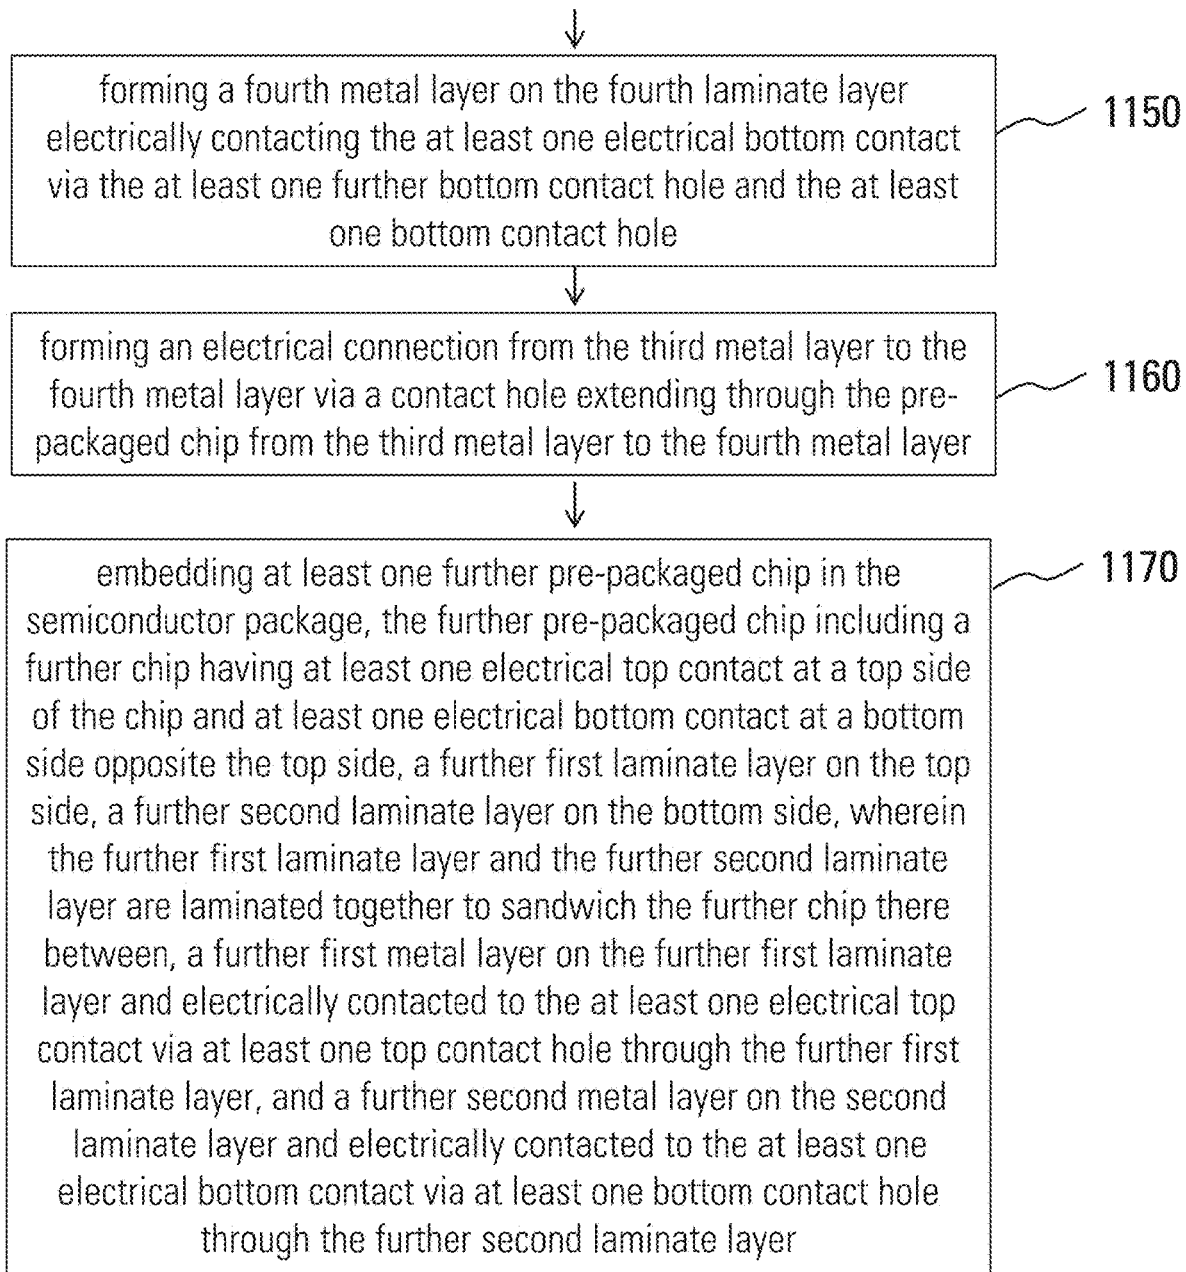 forming a fourth metal layer on the fourth laminate layer
electrically contacting the at least one electrical bottom contact
via the at least one further bottom contact hole and the at least
one bottom contact hole
1150
forming an electrical connection from the third metal layer to the
fourth metal layer via a contact hole extending through the pre-
packaged chip from the third metal layer to the fourth metal layer
1160
embedding at least one further pre-packaged chip in the
semiconductor package, the further pre-packaged chip including a
further chip having at least one electrical top contact at a top side
of the chip and at least one electrical bottom contact at a bottom
side opposite the top side, a further first laminate layer on the top
side, a further second laminate layer on the bottom side, wherein
the further first laminate layer and the further second laminate
layer are laminated together to sandwich the further chip there
between, a further first metal layer on the further first laminate
layer and electrically contacted to the at least one electrical top
contact via at least one top contact hole through the further first
laminate layer, and a further second metal layer on the second
laminate layer and electrically contacted to the at least one
electrical bottom contact via at least one bottom contact hole
through the further second laminate layer
1170